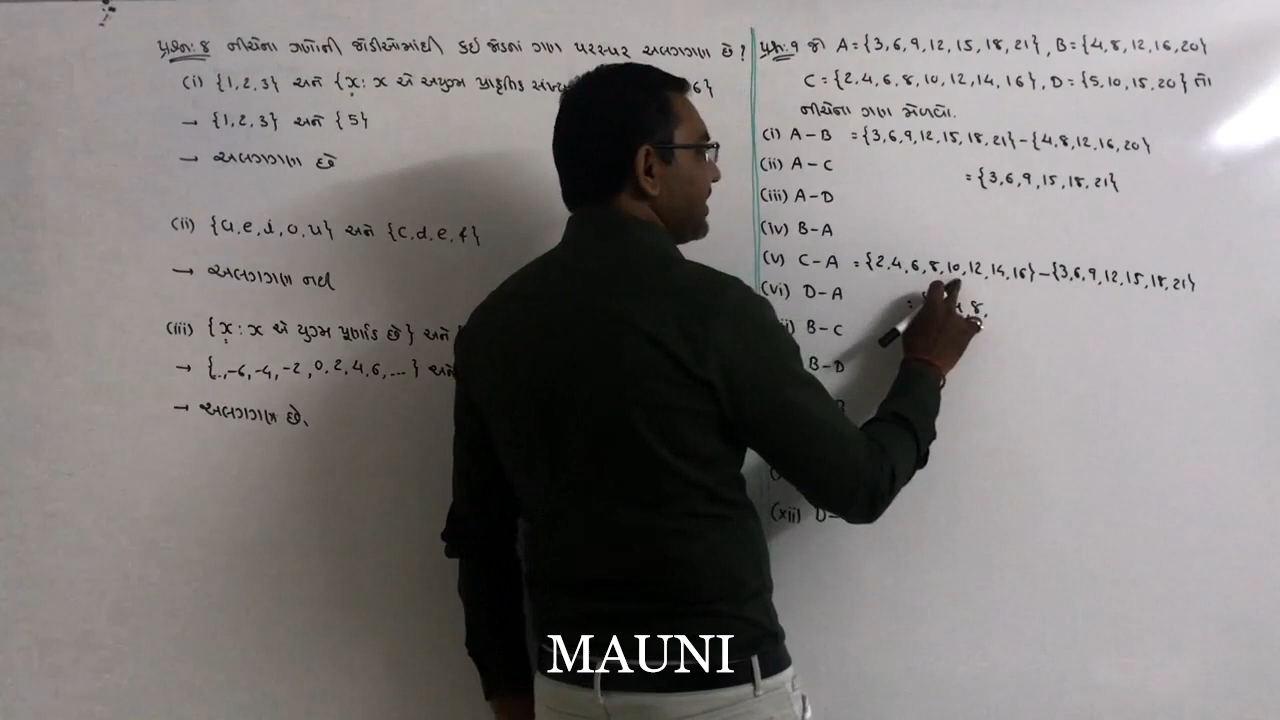 પ્રશ્ન: ૪ નીચેના ગણોની જોડીઓમાંથી કઈ જોડનાં ગણ પરસ્પર અલગગણ છે ?
(i) {1,2,3} અને {x: x એ અયુગ્મ પ્રાકૃતિક 6}
→ {1,2,3} અને {5}
→ અલગગણ છે
(ii) {a,e,i,o,u} અને {c,d,e,f}
→ અલગગણ નથી
(iii) {x: x એ યુગ્મ પૂર્ણાંક છે} અને
→ {..,-6,-4,-2,0,2,4,6,...} અને
→ અલગગણ છે.
પ્રશ્ન: ૧ જો A={3,6,9,12,15,18,21}, B={4,8,12,16,20}
C={2,4,6,8,10,12,14,16}, D={5,10,15,20} તો
નીચેના ગણ મેળવો.
(i) A-B ={3,6,9,12,15,18,21}-{4,8,12,16,20}
={3,6,9,15,18,21}
(ii) A-C
(iii) A-D
(iv) B-A
(v) C-A ={2,4,6,8,10,12,14,16}-{3,6,9,12,15,18,21}
8,
(vi) D-A
B-C
B-D
(xii) D-
MAUNI